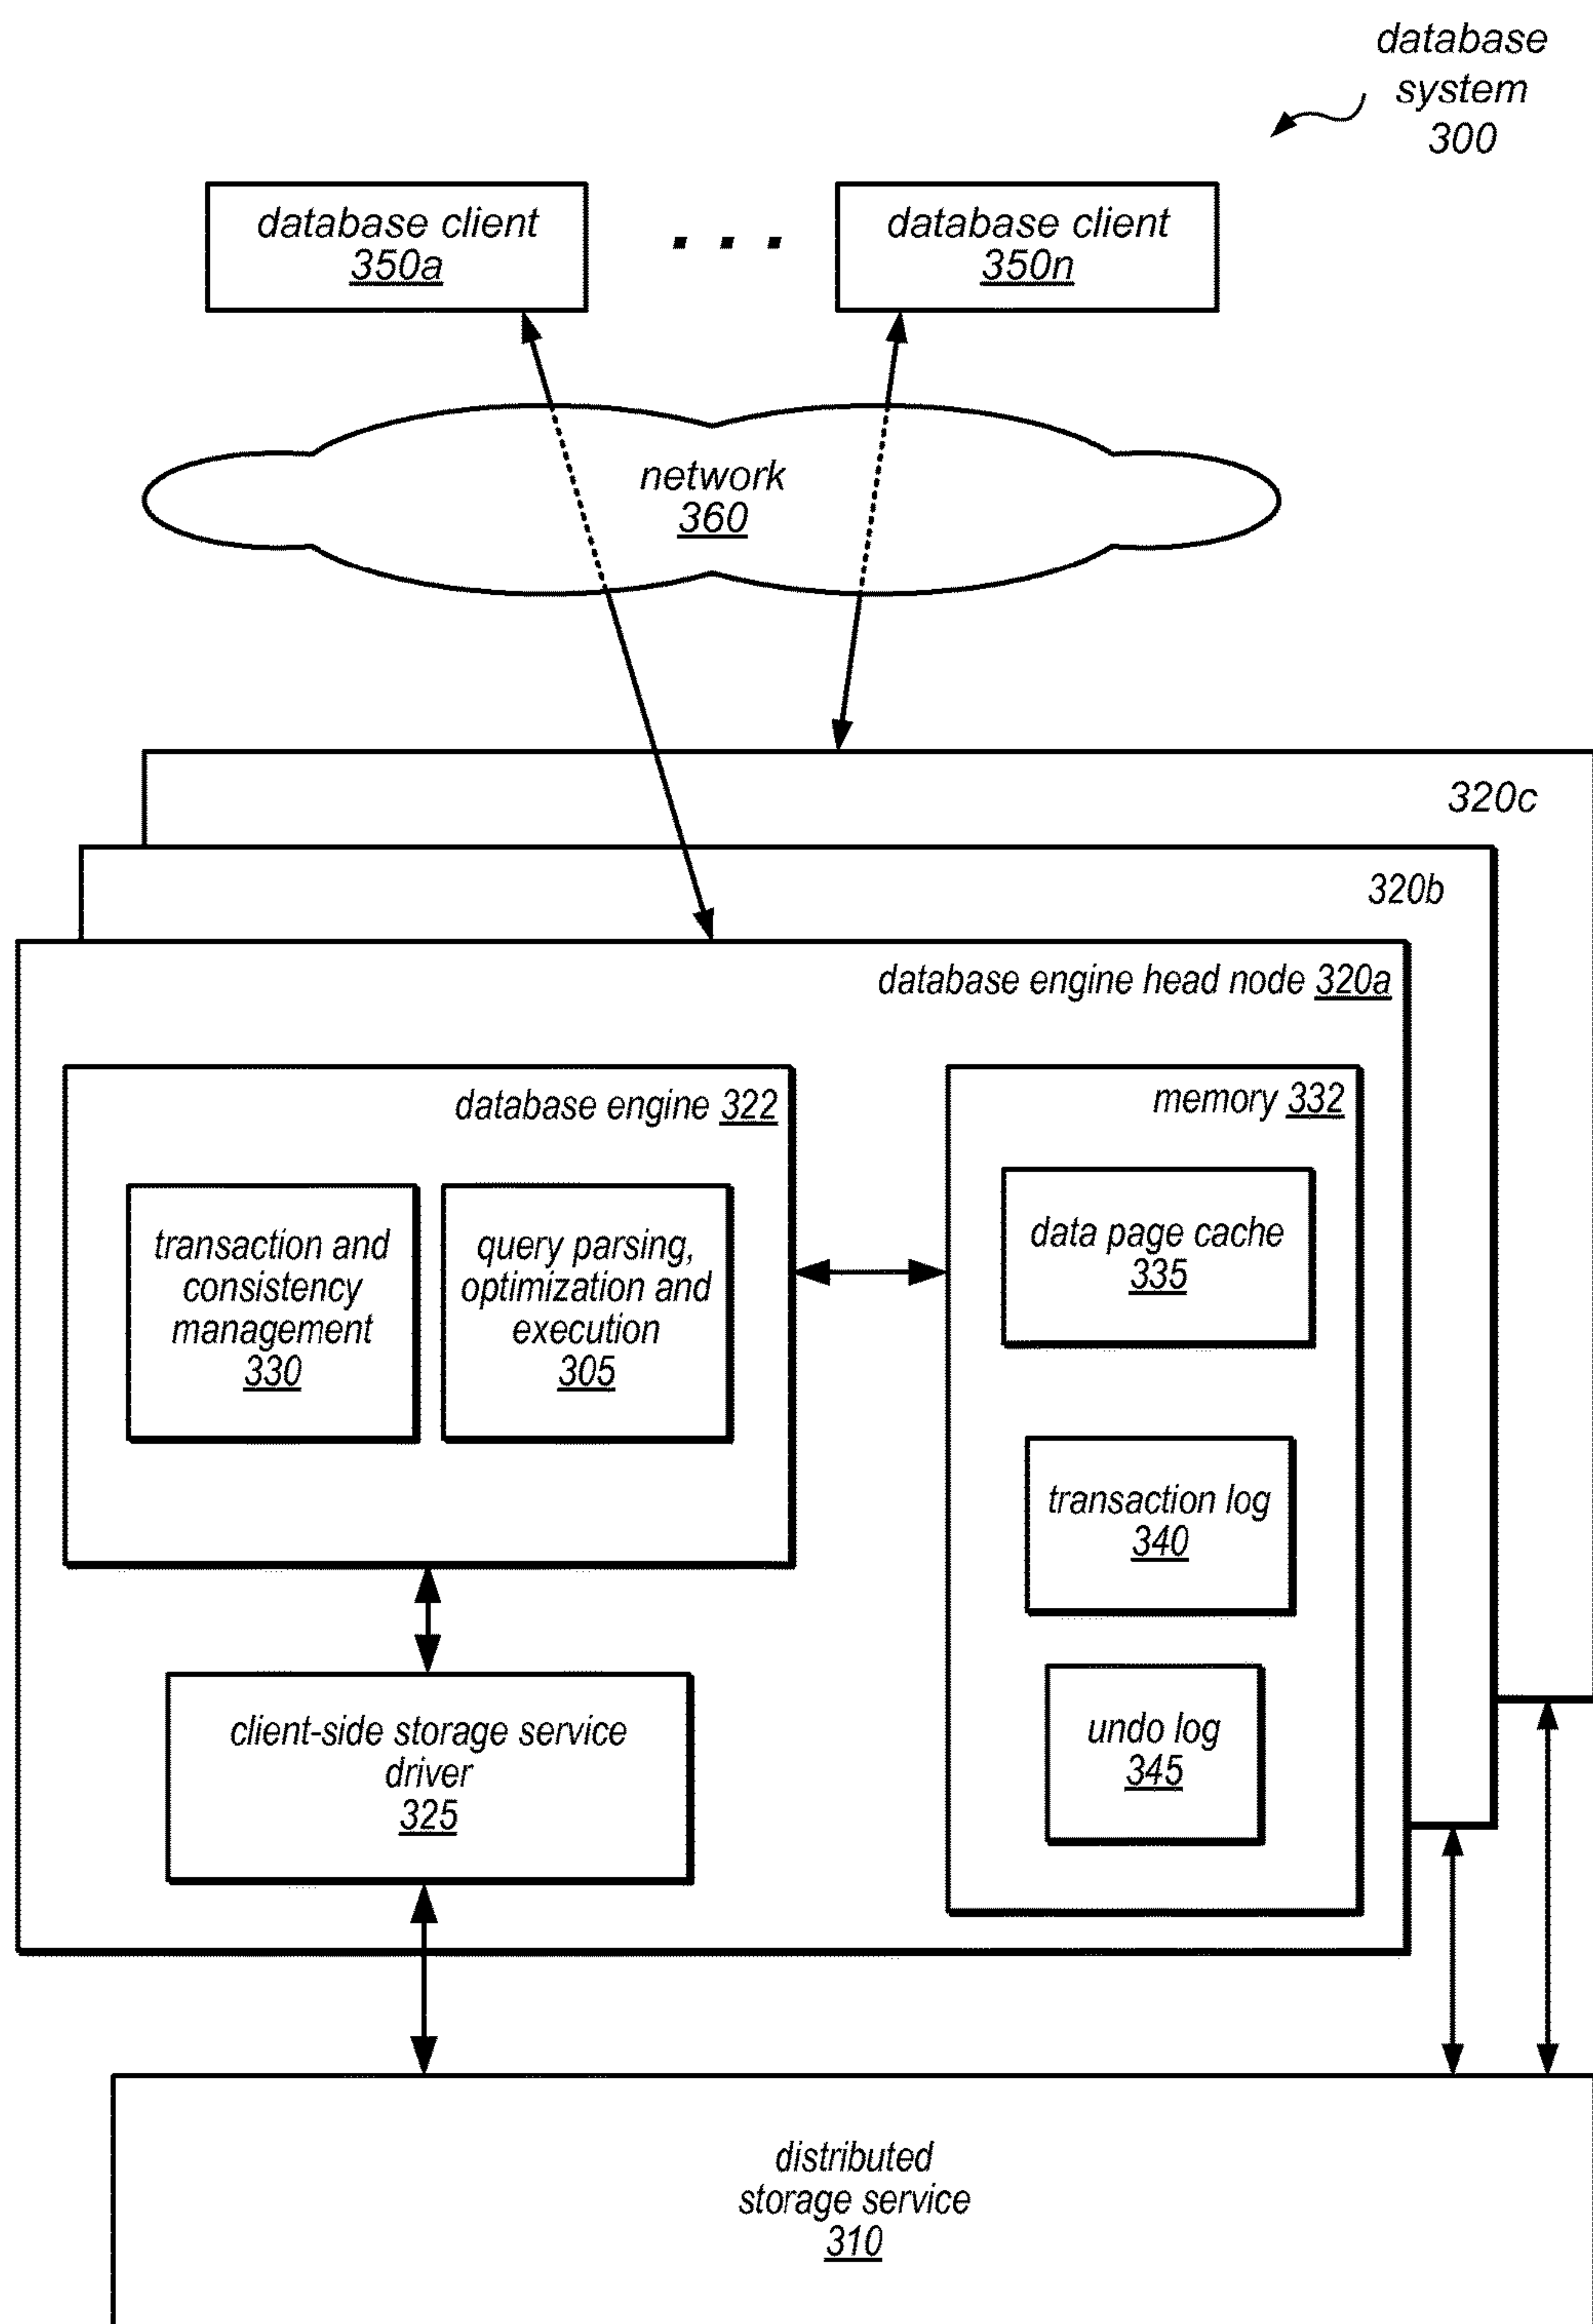 database
system
300
database client
350a
. . .
database client
350n
network
360
320c
320b
database engine head node 320a
database engine 322
memory 332
transaction and
consistency
management
330
query parsing,
optimization and
execution
305
data page cache
335
transaction log
340
undo log
345
client-side storage service
driver
325
distributed
storage service
310